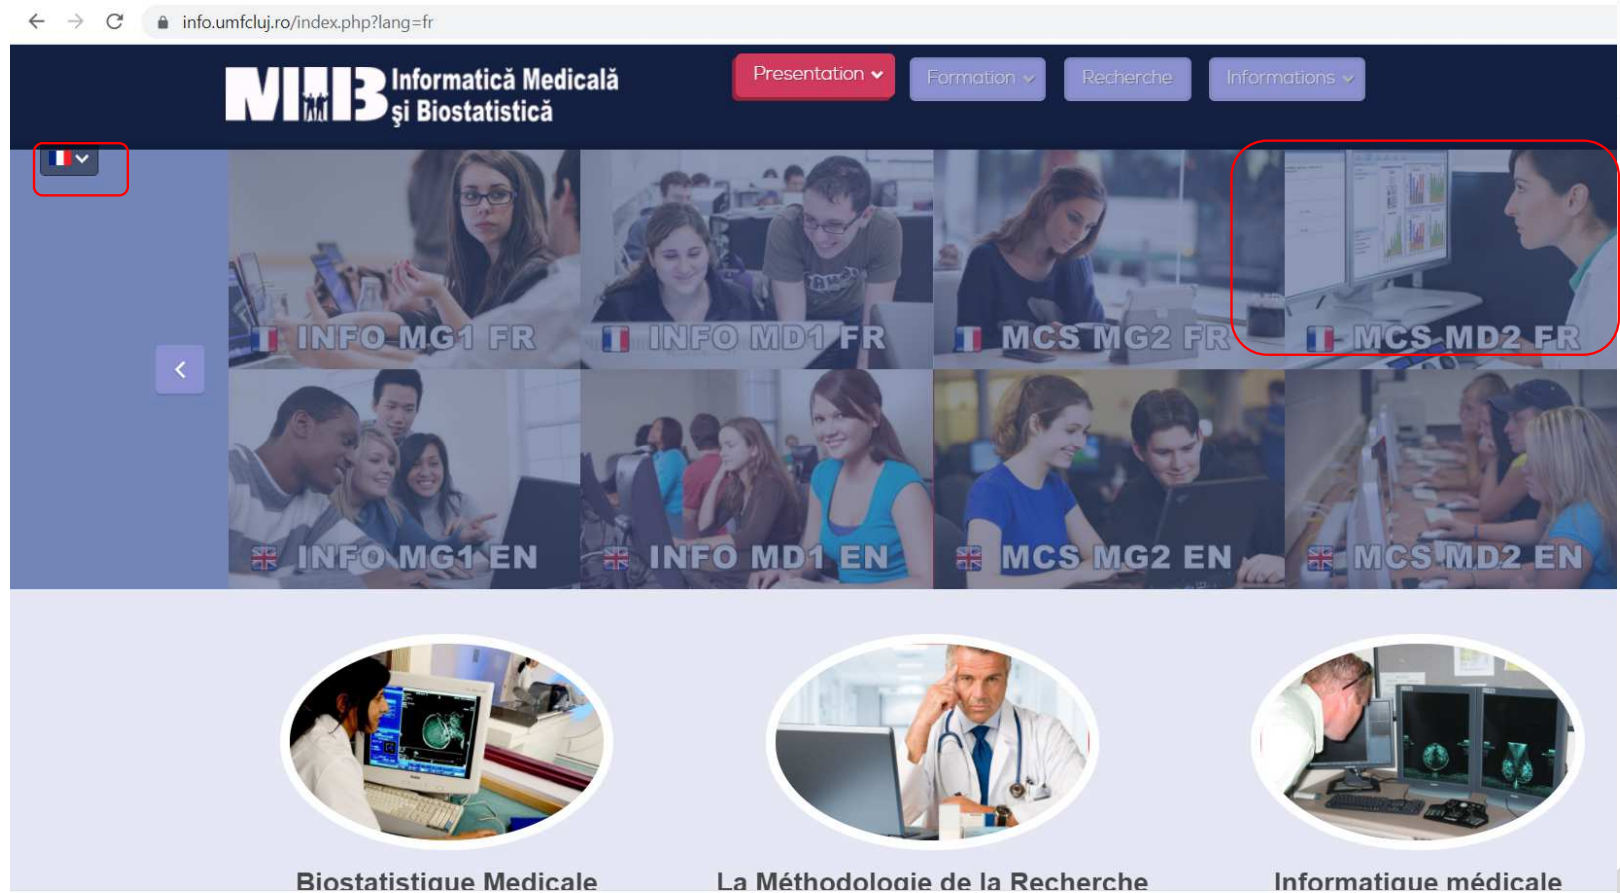 info.umfcluj.ro/index.php?lang=fr
MIB Informatică Medicală
şi Biostatistică
Presentation
Formation
Recherche
Informations
INFO MG1 FR
INFO MD1 FR
MCS MG2 FR
MCS MD2 FR
INFO MG1 EN
INFO MD1 EN
MCS MG2 EN
MCS MD2 EN
Biostatistique Medicale
La Méthodologie de la Recherche
Informatique médicale